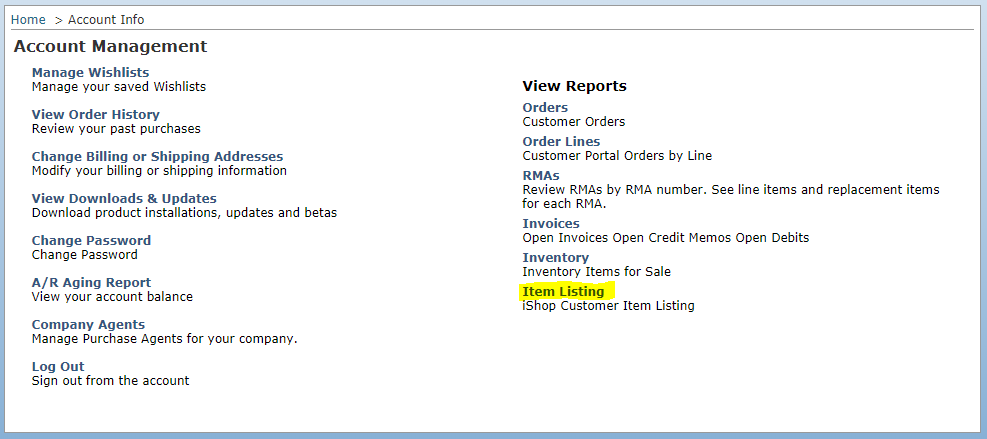 Home > Account Info
Account Management
Manage Wishlists
Manage your saved Wishlists
View Order History
Review your past purchases
Change Billing or Shipping Addresses
Modify your billing or shipping information
View Downloads & Updates
Download product installations, updates and betas
Change Password
Change Password
A/R Aging Report
View your account balance
Company Agents
Manage Purchase Agents for your company.
Log Out
Sign out from the account
View Reports
Orders
Customer Orders
Order Lines
Customer Portal Orders by Line
RMAs
Review RMAs by RMA number. See line items and replacement items
for each RMA.
Invoices
Open Invoices Open Credit Memos Open Debits
Inventory
Inventory Items for Sale
Item Listing
iShop Customer Item Listing